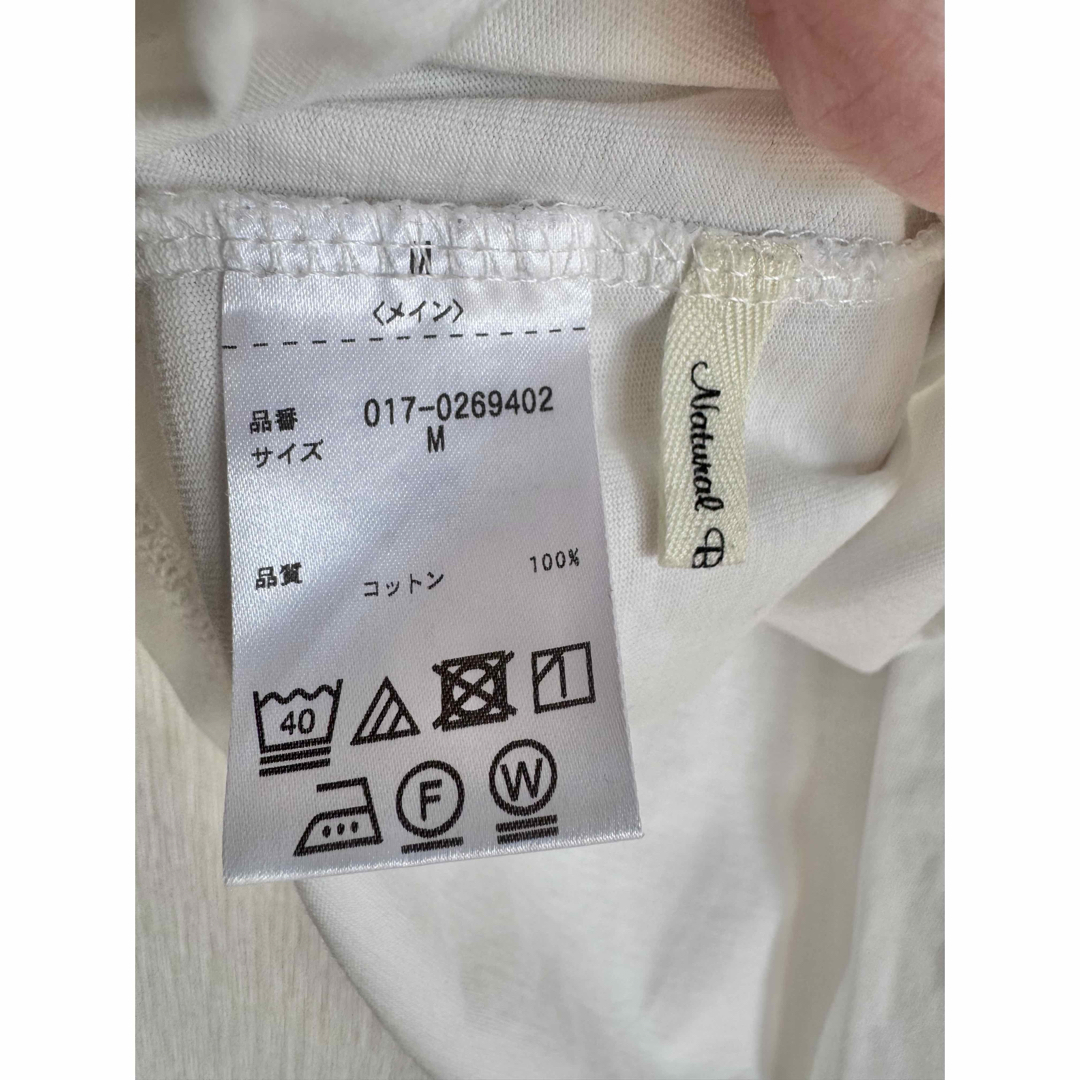 〈メイン〉
品番 017-0269402
サイズ M
品質 コットン 100%
40
F
W
Natural